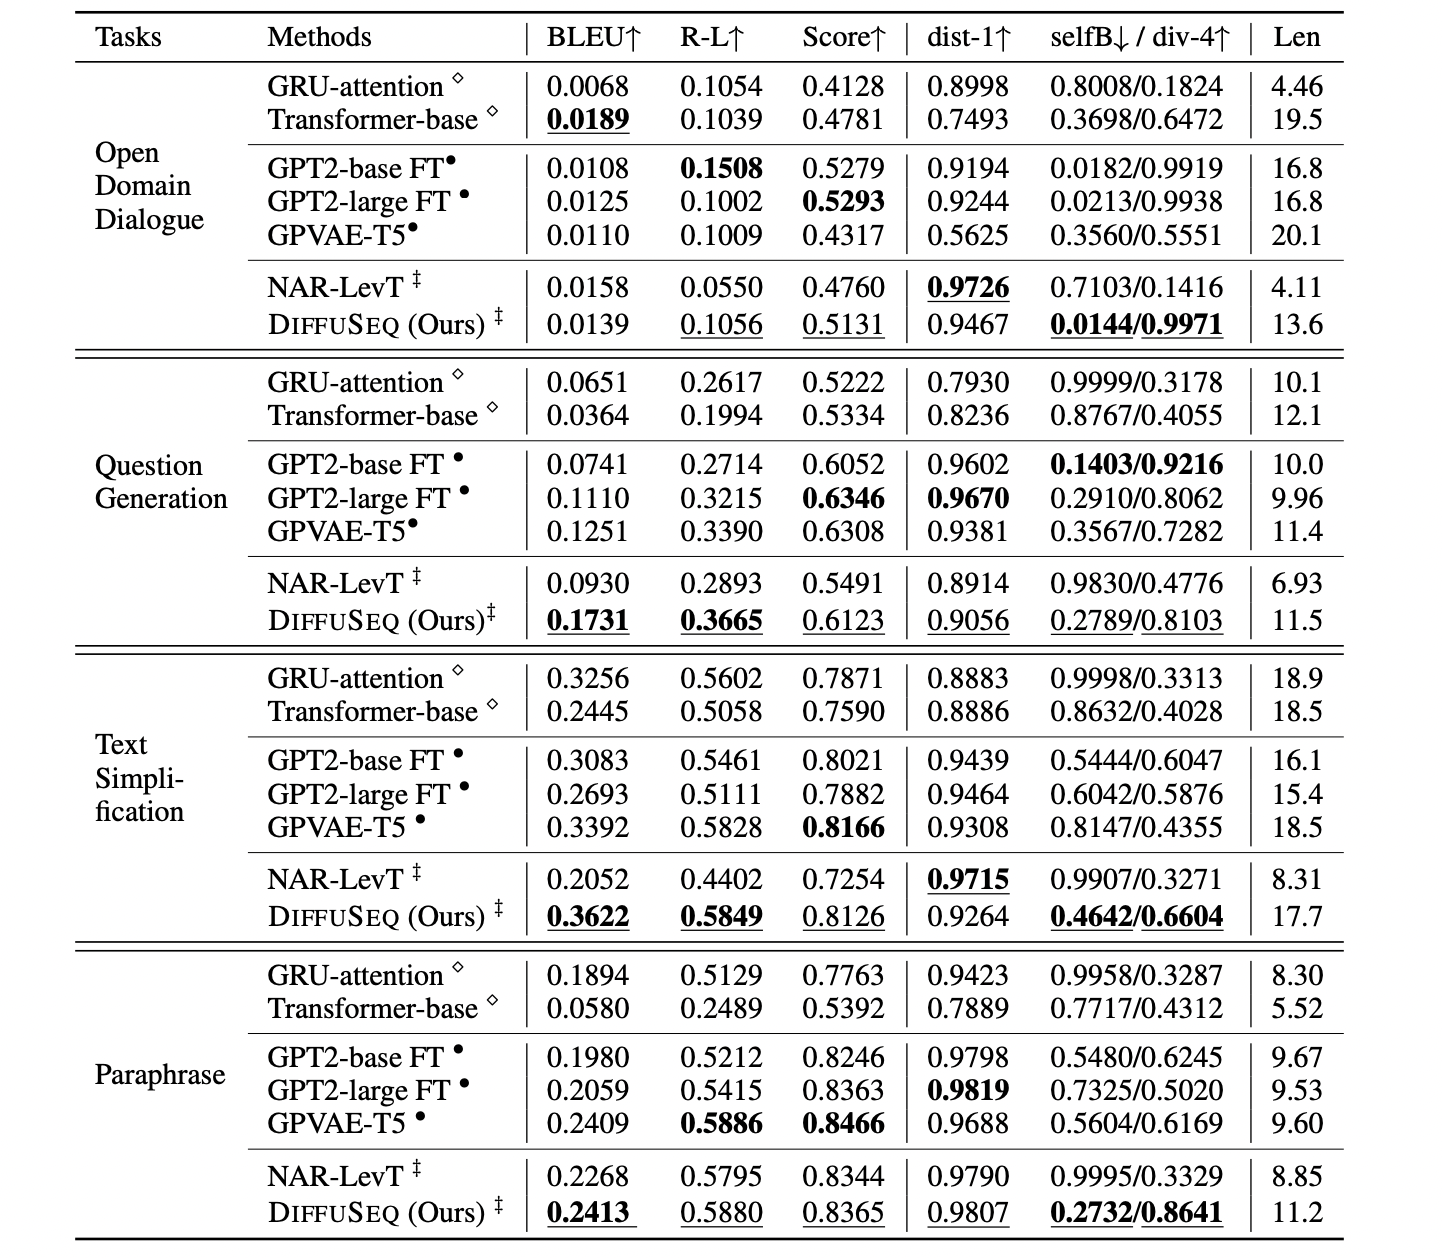 Tasks Methods BLEU↑ R-L↑ Score↑ dist-1↑ selfB↓ / div-4↑ Len
Open Domain Dialogue
GRU-attention ⋄ 0.0068 0.1054 0.4128 0.8998 0.8008/0.1824 4.46
Transformer-base ⋄ 0.0189 0.1039 0.4781 0.7493 0.3698/0.6472 19.5
GPT2-base FT• 0.0108 0.1508 0.5279 0.9194 0.0182/0.9919 16.8
GPT2-large FT • 0.0125 0.1002 0.5293 0.9244 0.0213/0.9938 16.8
GPVAE-T5• 0.0110 0.1009 0.4317 0.5625 0.3560/0.5551 20.1
NAR-LevT ‡ 0.0158 0.0550 0.4760 0.9726 0.7103/0.1416 4.11
DIFFUSEQ (Ours) ‡ 0.0139 0.1056 0.5131 0.9467 0.0144/0.9971 13.6
Question Generation
GRU-attention ⋄ 0.0651 0.2617 0.5222 0.7930 0.9999/0.3178 10.1
Transformer-base ⋄ 0.0364 0.1994 0.5334 0.8236 0.8767/0.4055 12.1
GPT2-base FT • 0.0741 0.2714 0.6052 0.9602 0.1403/0.9216 10.0
GPT2-large FT • 0.1110 0.3215 0.6346 0.9670 0.2910/0.8062 9.96
GPVAE-T5• 0.1251 0.3390 0.6308 0.9381 0.3567/0.7282 11.4
NAR-LevT ‡ 0.0930 0.2893 0.5491 0.8914 0.9830/0.4776 6.93
DIFFUSEQ (Ours)‡ 0.1731 0.3665 0.6123 0.9056 0.2789/0.8103 11.5
Text Simpli-fication
GRU-attention ⋄ 0.3256 0.5602 0.7871 0.8883 0.9998/0.3313 18.9
Transformer-base ⋄ 0.2445 0.5058 0.7590 0.8886 0.8632/0.4028 18.5
GPT2-base FT • 0.3083 0.5461 0.8021 0.9439 0.5444/0.6047 16.1
GPT2-large FT • 0.2693 0.5111 0.7882 0.9464 0.6042/0.5876 15.4
GPVAE-T5 • 0.3392 0.5828 0.8166 0.9308 0.8147/0.4355 18.5
NAR-LevT ‡ 0.2052 0.4402 0.7254 0.9715 0.9907/0.3271 8.31
DIFFUSEQ (Ours) ‡ 0.3622 0.5849 0.8126 0.9264 0.4642/0.6604 17.7
Paraphrase
GRU-attention ⋄ 0.1894 0.5129 0.7763 0.9423 0.9958/0.3287 8.30
Transformer-base ⋄ 0.0580 0.2489 0.5392 0.7889 0.7717/0.4312 5.52
GPT2-base FT • 0.1980 0.5212 0.8246 0.9798 0.5480/0.6245 9.67
GPT2-large FT • 0.2059 0.5415 0.8363 0.9819 0.7325/0.5020 9.53
GPVAE-T5 • 0.2409 0.5886 0.8466 0.9688 0.5604/0.6169 9.60
NAR-LevT ‡ 0.2268 0.5795 0.8344 0.9790 0.9995/0.3329 8.85
DIFFUSEQ (Ours) ‡ 0.2413 0.5880 0.8365 0.9807 0.2732/0.8641 11.2